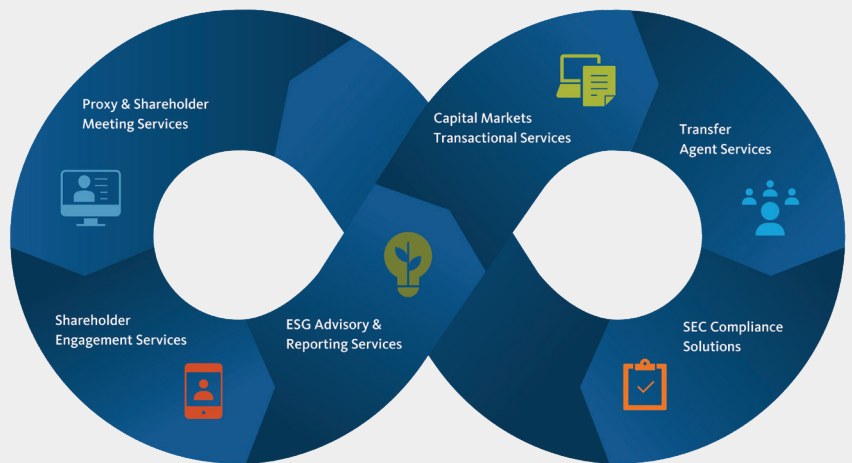 Proxy & Shareholder
Meeting Services
Shareholder
Engagement Services
ESG Advisory &
Reporting Services
Capital Markets
Transactional Services
Transfer
Agent Services
SEC Compliance
Solutions